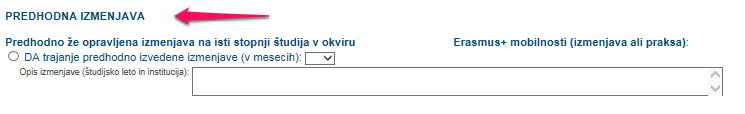 PREDHODNA IZMENJAVA
Predhodno že opravljena izmenjava na isti stopnji študija v okviru Erasmus+ mobilnosti (izmenjava ali praksa):
DA trajanje predhodno izvedene izmenjave (v mesecih):
Opis izmenjave (študijsko leto in institucija):